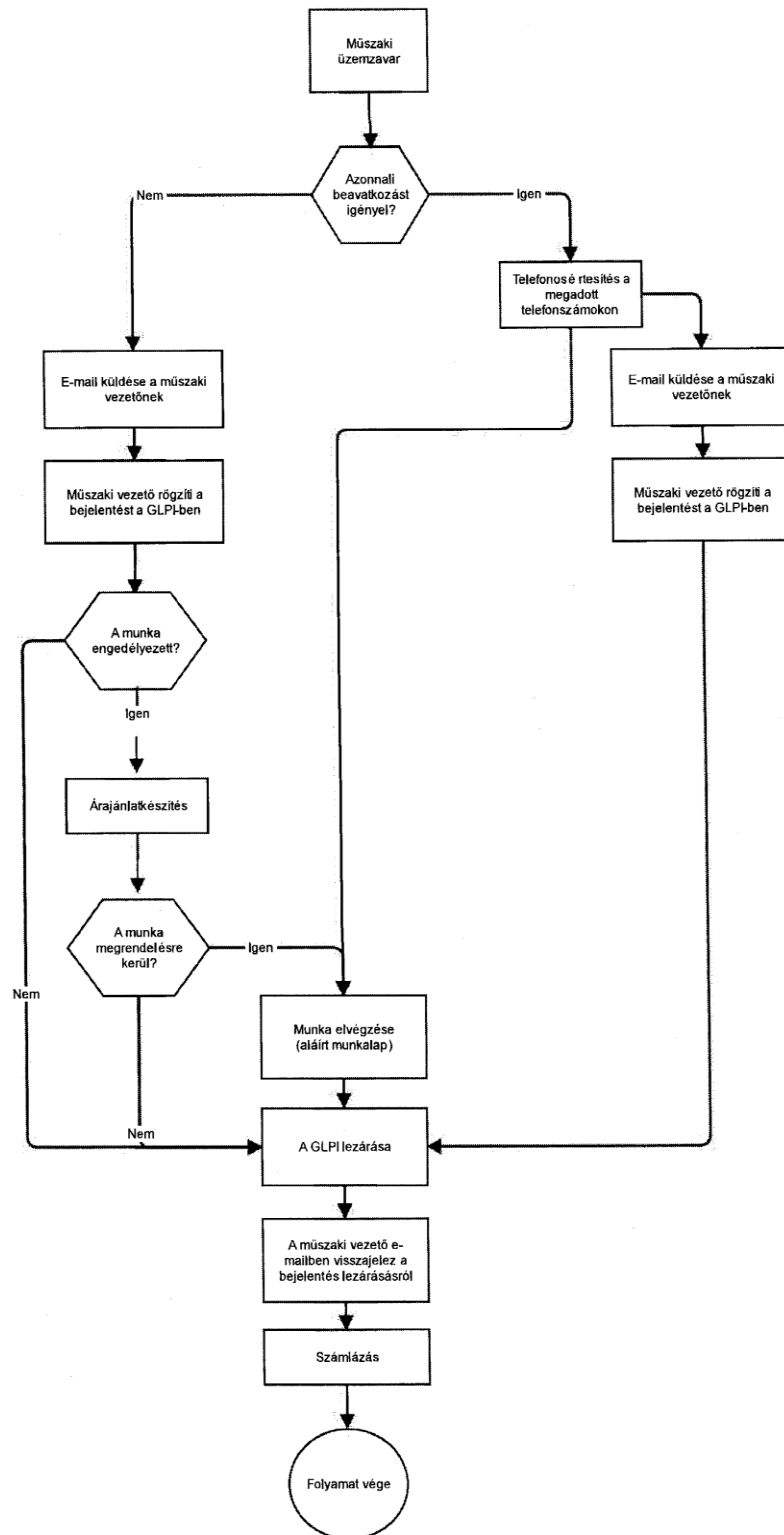 Műszaki
üzemzavar
Azonnali
beavatkozást
igényel?
Nem
Igen
Telefonosé rtesítés a
megadott
telefonszámokon
E-mail küldése a műszaki
vezetőnek
E-mail küldése a műszaki
vezetőnek
Műszaki vezető rögzíti a
bejelentést a GLPI-ben
Műszaki vezető rögzíti a
bejelentést a GLPI-ben
A munka
engedélyezett?
Igen
Árajánlatkészítés
A munka
megrendelésre
kerül?
Igen
Nem
Munka elvégzése
(aláírt munkalap)
Nem
A GLPI lezárása
A műszaki vezető e-
mailben visszajelez a
bejelentés lezárásásról
Számlázás
Folyamat vége